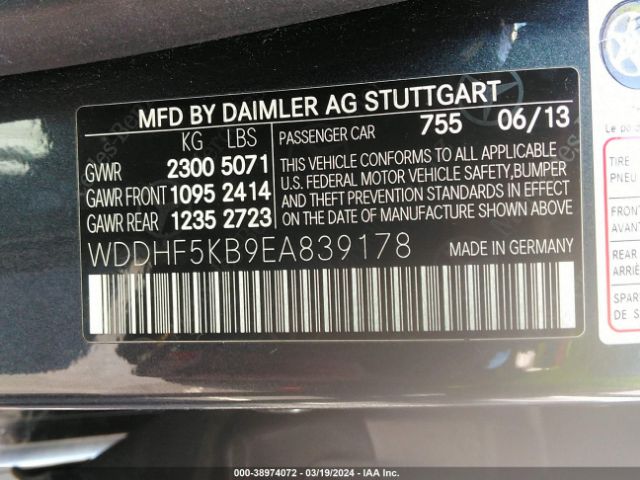 MFD BY DAIMLER AG STUTTGART
KG LBS
PASSENGER CAR 755 06/13
GVWR 2300 5071
GAWR FRONT 1095 2414
GAWR REAR 1235 2723
THIS VEHICLE CONFORMS TO ALL APPLICABLE
U.S. FEDERAL MOTOR VEHICLE SAFETY,BUMPER
AND THEFT PREVENTION STANDARDS IN EFFECT
ON THE DATE OF MANUFACTURE SHOWN ABOVE
WDDHF5KB9EA839178 MADE IN GERMANY
TIRE
PNEU
FRONT
AVANT
REAR
ARRIÈ
SPAR
DE S
000-38974072 — 03/19/2024 — IAA Inc.